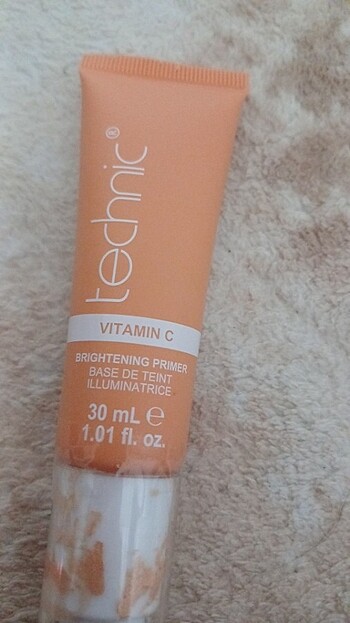 technic
VITAMIN C
BRIGHTENING PRIMER
BASE DE TEINT
ILLUMINATRICE
30 mL e
1.01 fl. oz.